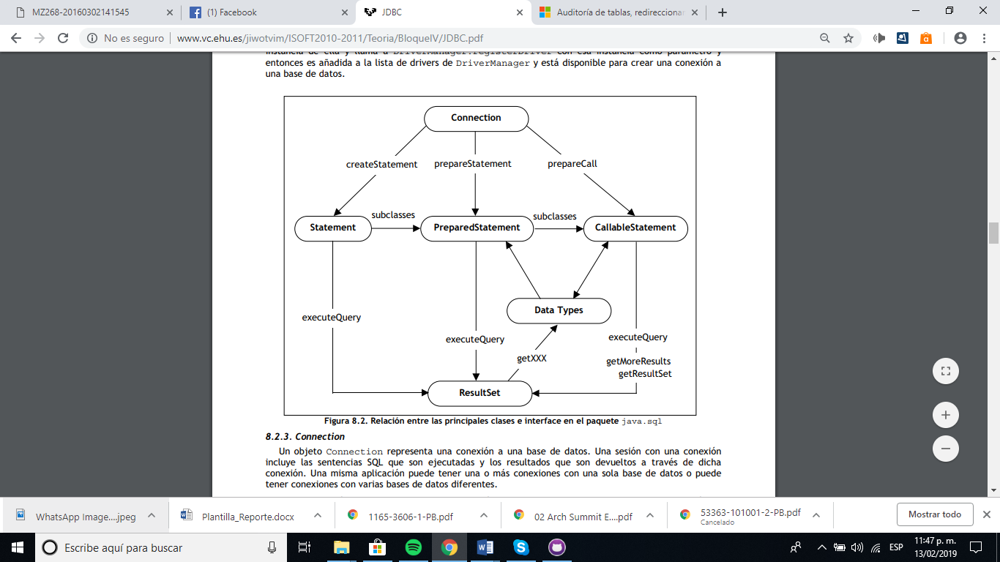 MZ268-20160302141545
(1) Facebook
JDBC
Auditoría de tablas, redirecciona
No es seguro
www.vc.ehu.es/jiwotvim/ISOFT2010-2011/Teoria/BloqueIV/JDBC.pdf
instancia de ella y llama a DriverManager.registerDriver con esa instancia como parámetro y
entonces es añadida a la lista de drivers de DriverManager y está disponible para crear una conexión a
una base de datos.
Connection
createStatement
prepareStatement
prepareCall
subclasses
subclasses
Statement
PreparedStatement
CallableStatement
Data Types
executeQuery
executeQuery
executeQuery
getXXX
getMoreResults
getResultSet
ResultSet
Figura 8.2. Relación entre las principales clases e interface en el paquete java.sql
8.2.3. Connection
Un objeto Connection representa una conexión a una base de datos. Una sesión con una conexión
incluye las sentencias SQL que son ejecutadas y los resultados que son devueltos a través de dicha
conexión. Una misma aplicación puede tener una o más conexiones con una sola base de datos o puede
tener conexiones con varias bases de datos diferentes.
WhatsApp Image....jpeg
Plantilla_Reporte.docx
1165-3606-1-PB.pdf
02 Arch Summit E....pdf
53363-101001-2-PB.pdf
Cancelado
Mostrar todo
Escribe aquí para buscar
ESP
11:47 p. m.
13/02/2019